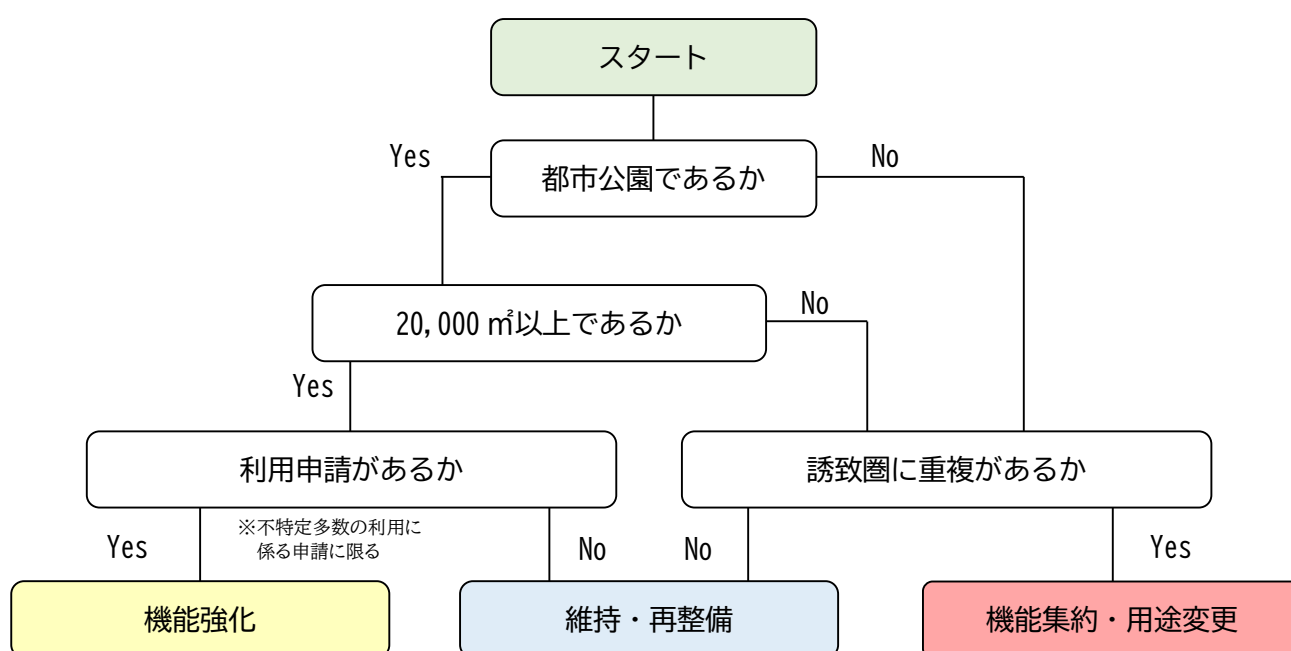 スタート
Yes
都市公園であるか
No
20,000 ㎡以上であるか
No
Yes
利用申請があるか
誘致圏に重複があるか
Yes
※不特定多数の利用に
係る申請に限る
No
No
Yes
機能強化
維持・再整備
機能集約・用途変更